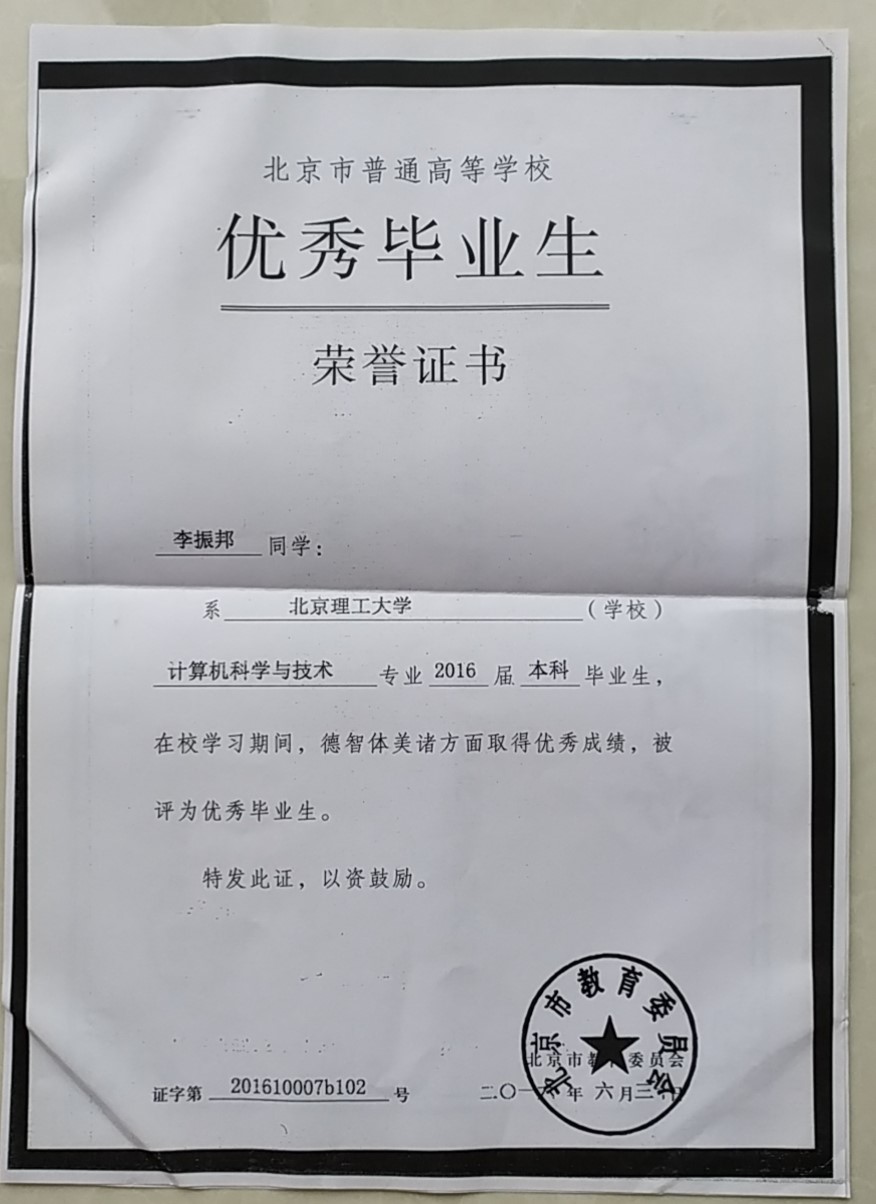 北京市普通高等学校
优秀毕业生
荣誉证书
李振邦 同学：
系 北京理工大学 （学校）
计算机科学与技术 专业 2016 届 本科 毕业生，
在校学习期间，德智体美诸方面取得优秀成绩，被
评为优秀毕业生。
特发此证，以资鼓励。
北京市教育委员会
北京市教育委员会
证字第 201610007b102 号 二〇一六年 六月三日